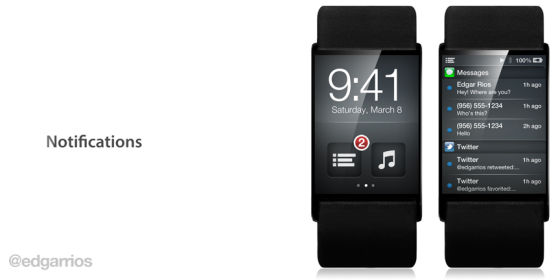 Notifications
9:41
Saturday, March 8
2
100%
Messages
Edgar Rios 1h ago
Hey! Where are you?
(956) 555-1234 1h ago
Who's this?
(956) 555-1234 2h ago
Hello
Twitter
Twitter 1h ago
@edgarrios retweeted:...
Twitter 1h ago
@edgarrios favorited:...
@edgarrios